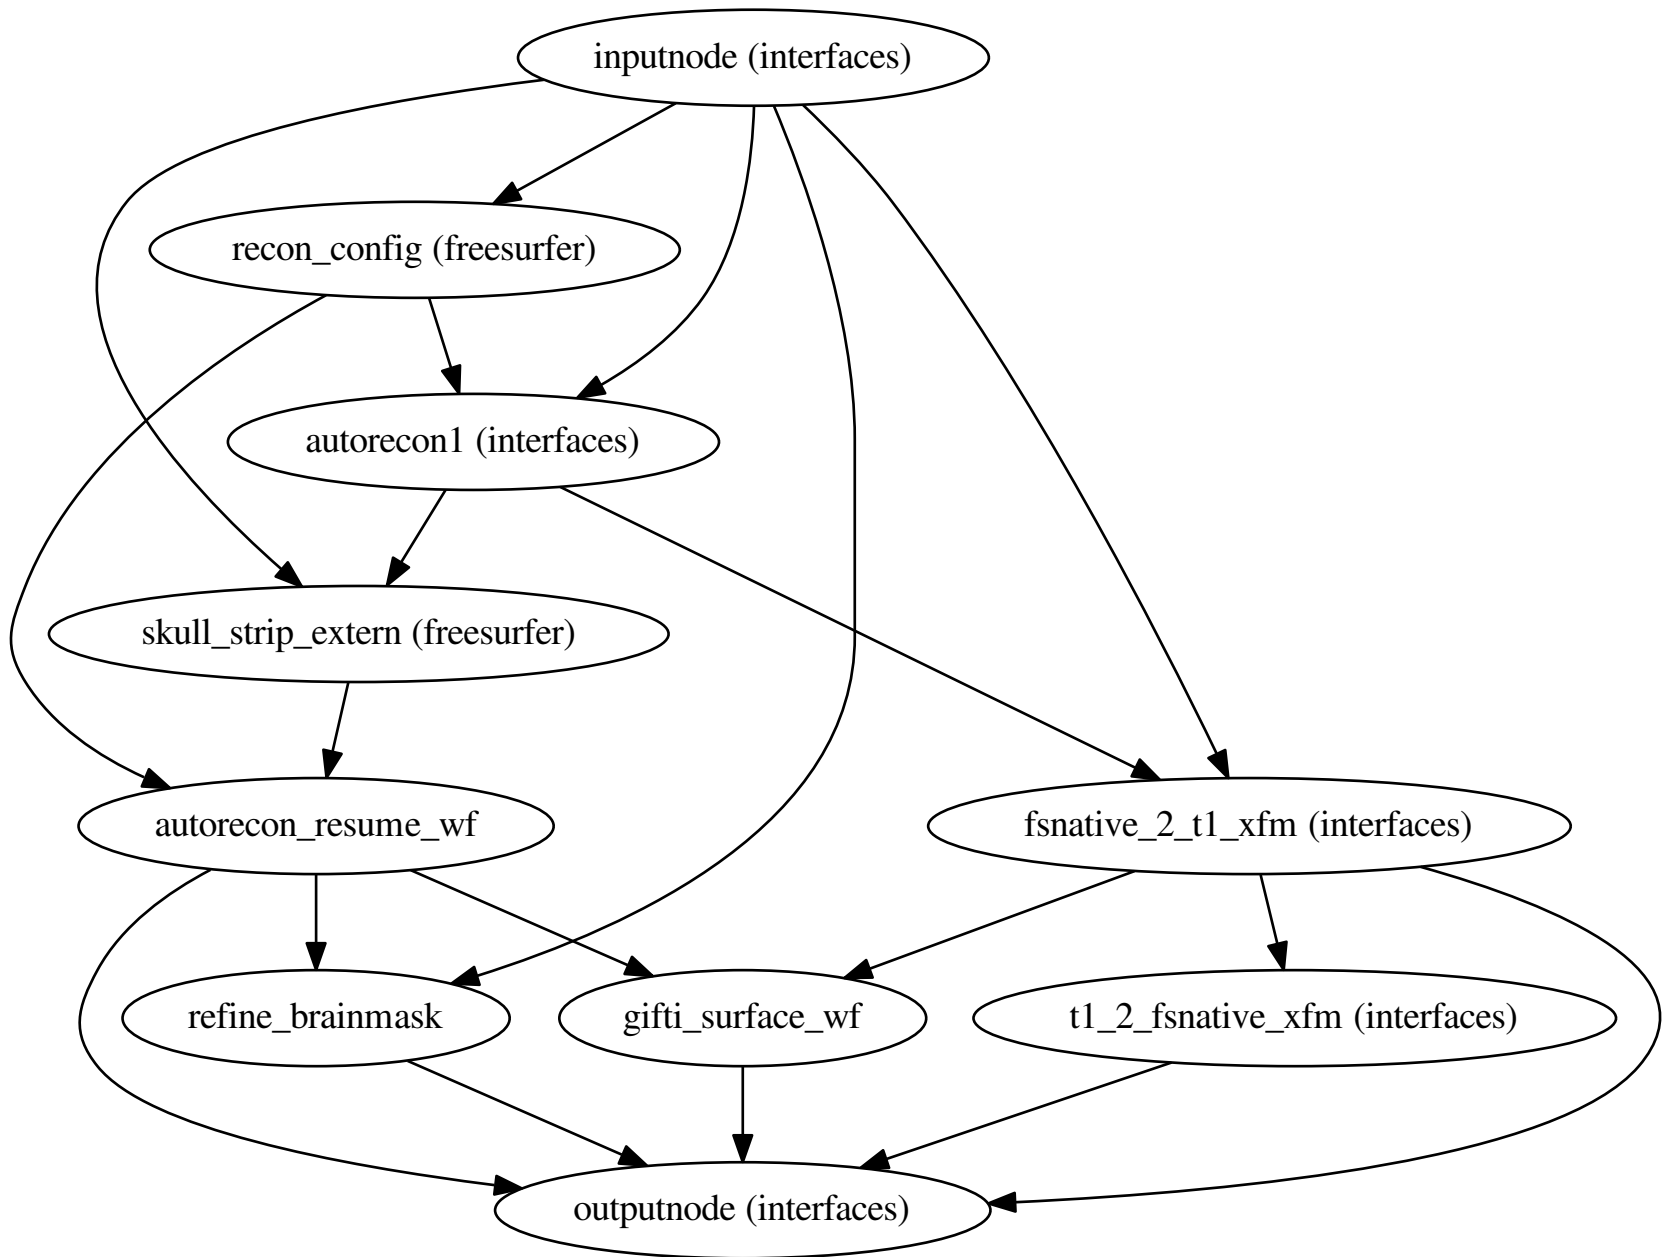 inputnode (interfaces)
recon_config (freesurfer)
autorecon1 (interfaces)
skull_strip_extern (freesurfer)
autorecon_resume_wf
fsnative_2_t1_xfm (interfaces)
refine_brainmask
gifti_surface_wf
t1_2_fsnative_xfm (interfaces)
outputnode (interfaces)